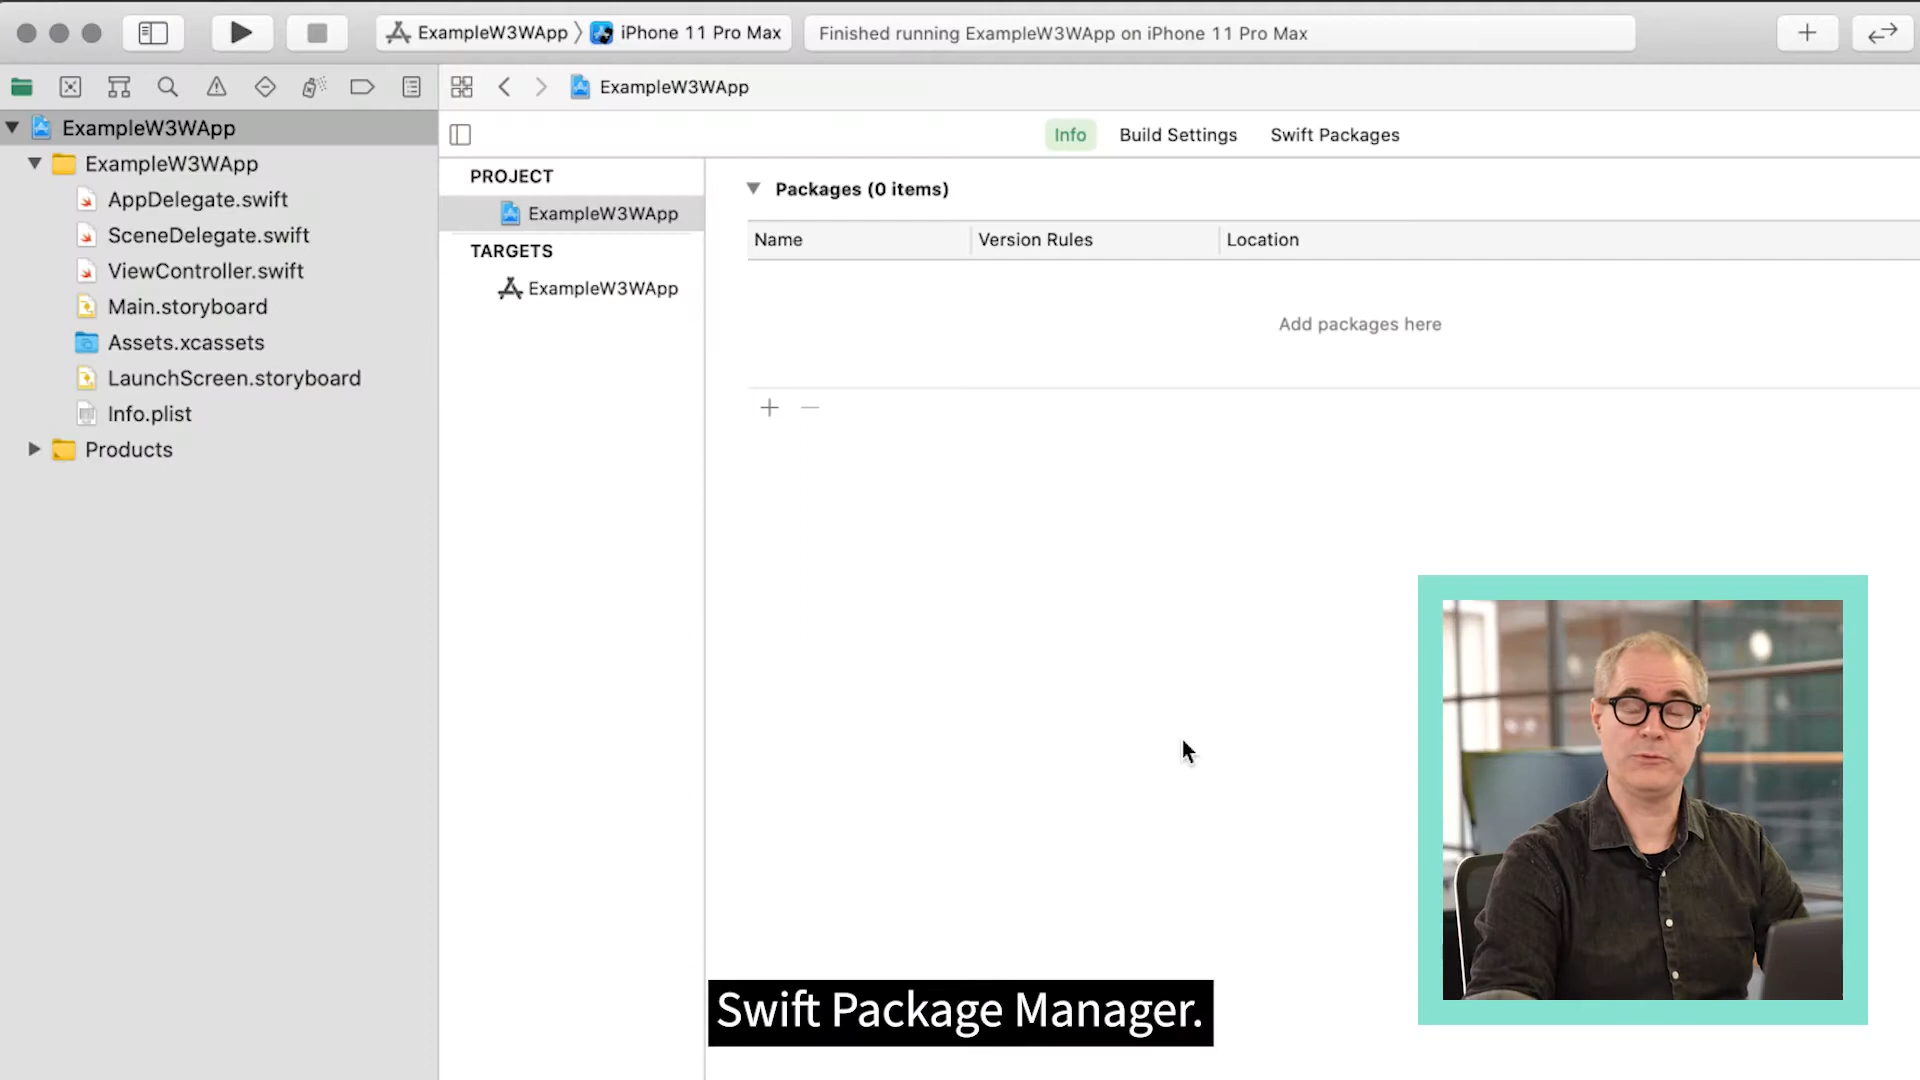 ExampleW3WApp
iPhone 11 Pro Max
Finished running ExampleW3WApp on iPhone 11 Pro Max
ExampleW3WApp
ExampleW3WApp
ExampleW3WApp
AppDelegate.swift
SceneDelegate.swift
ViewController.swift
Main.storyboard
Assets.xcassets
LaunchScreen.storyboard
Info.plist
Products
Info
Build Settings
Swift Packages
PROJECT
ExampleW3WApp
TARGETS
ExampleW3WApp
Packages (0 items)
Name
Version Rules
Location
Add packages here
Swift Package Manager.